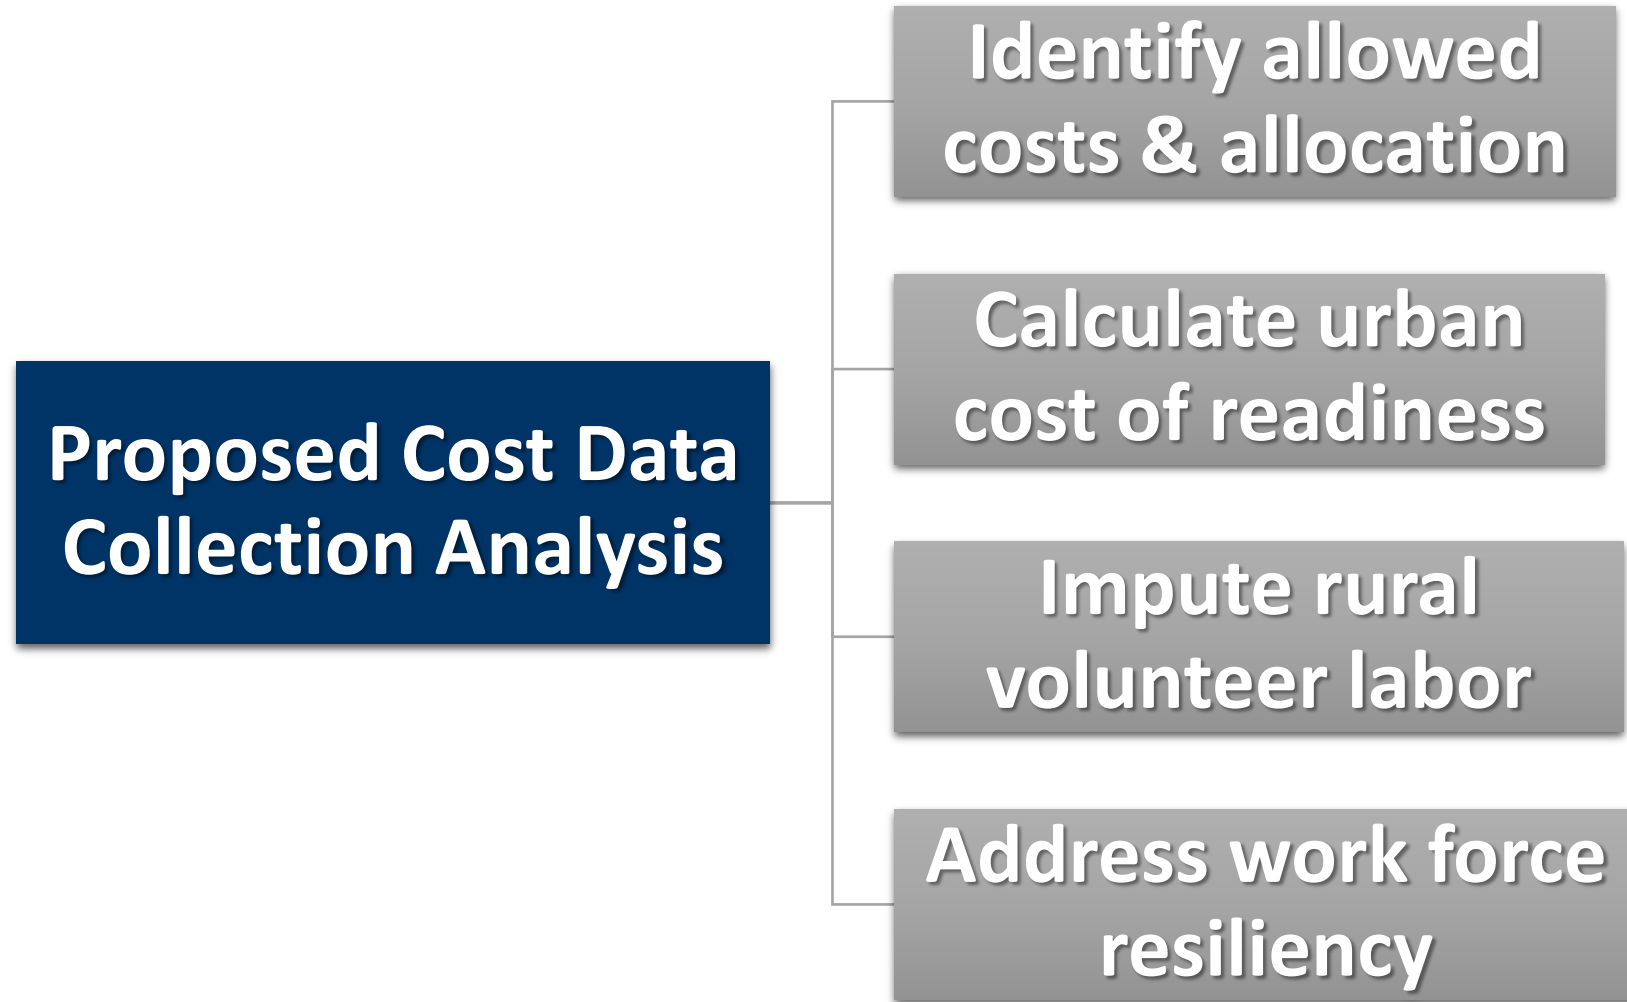 Identify allowed
costs & allocation
Calculate urban
cost of readiness
Proposed Cost Data
Collection Analysis
Impute rural
volunteer labor
Address work force
resiliency